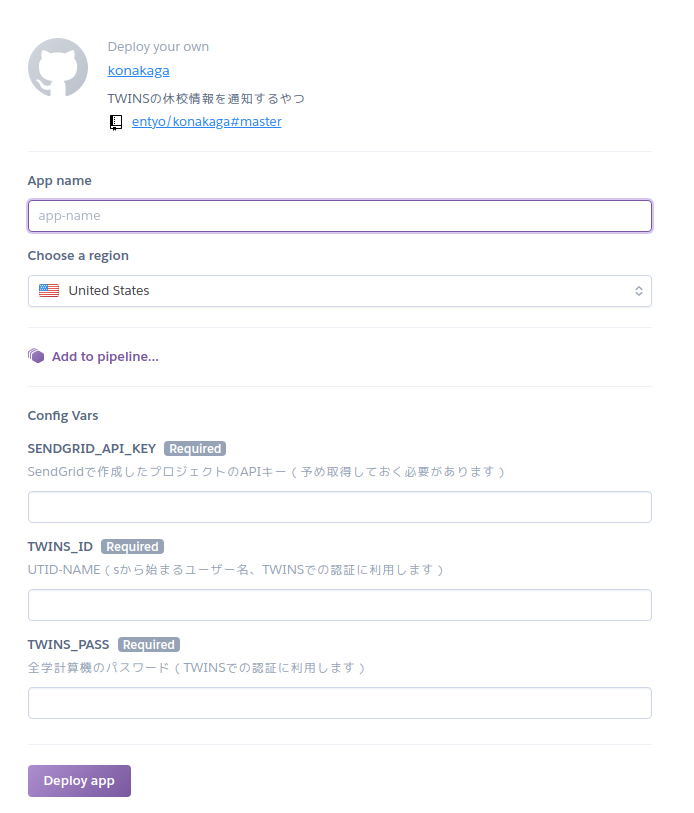 Deploy your own
konakaga
TWINSの休校情報を通知するやつ
entyo/konakaga#master
App name
app-name
Choose a region
United States
Add to pipeline...
Config Vars
SENDGRID_API_KEY Required
SendGridで作成したプロジェクトのAPIキー（予め取得しておく必要があります）
TWINS_ID Required
UTID-NAME（sから始まるユーザー名、TWINSでの認証に利用します）
TWINS_PASS Required
全学計算機のパスワード（TWINSでの認証に利用します）
Deploy app